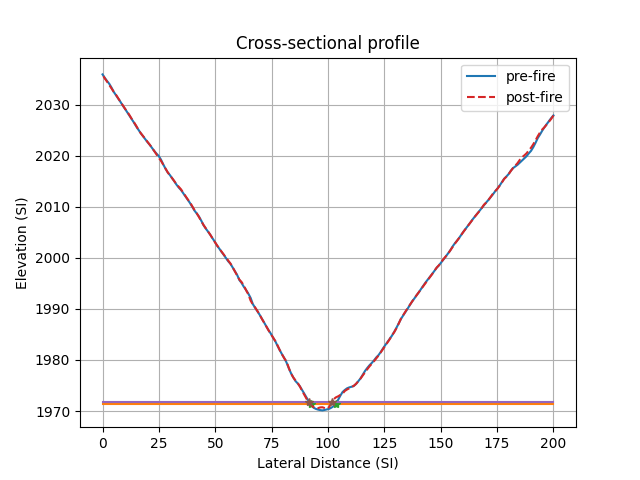 Cross-sectional profile
pre-fire
post-fire
Elevation (SI)
2030
2020
2010
2000
1990
1980
1970
0 25 50 75 100 125 150 175 200
Lateral Distance (SI)